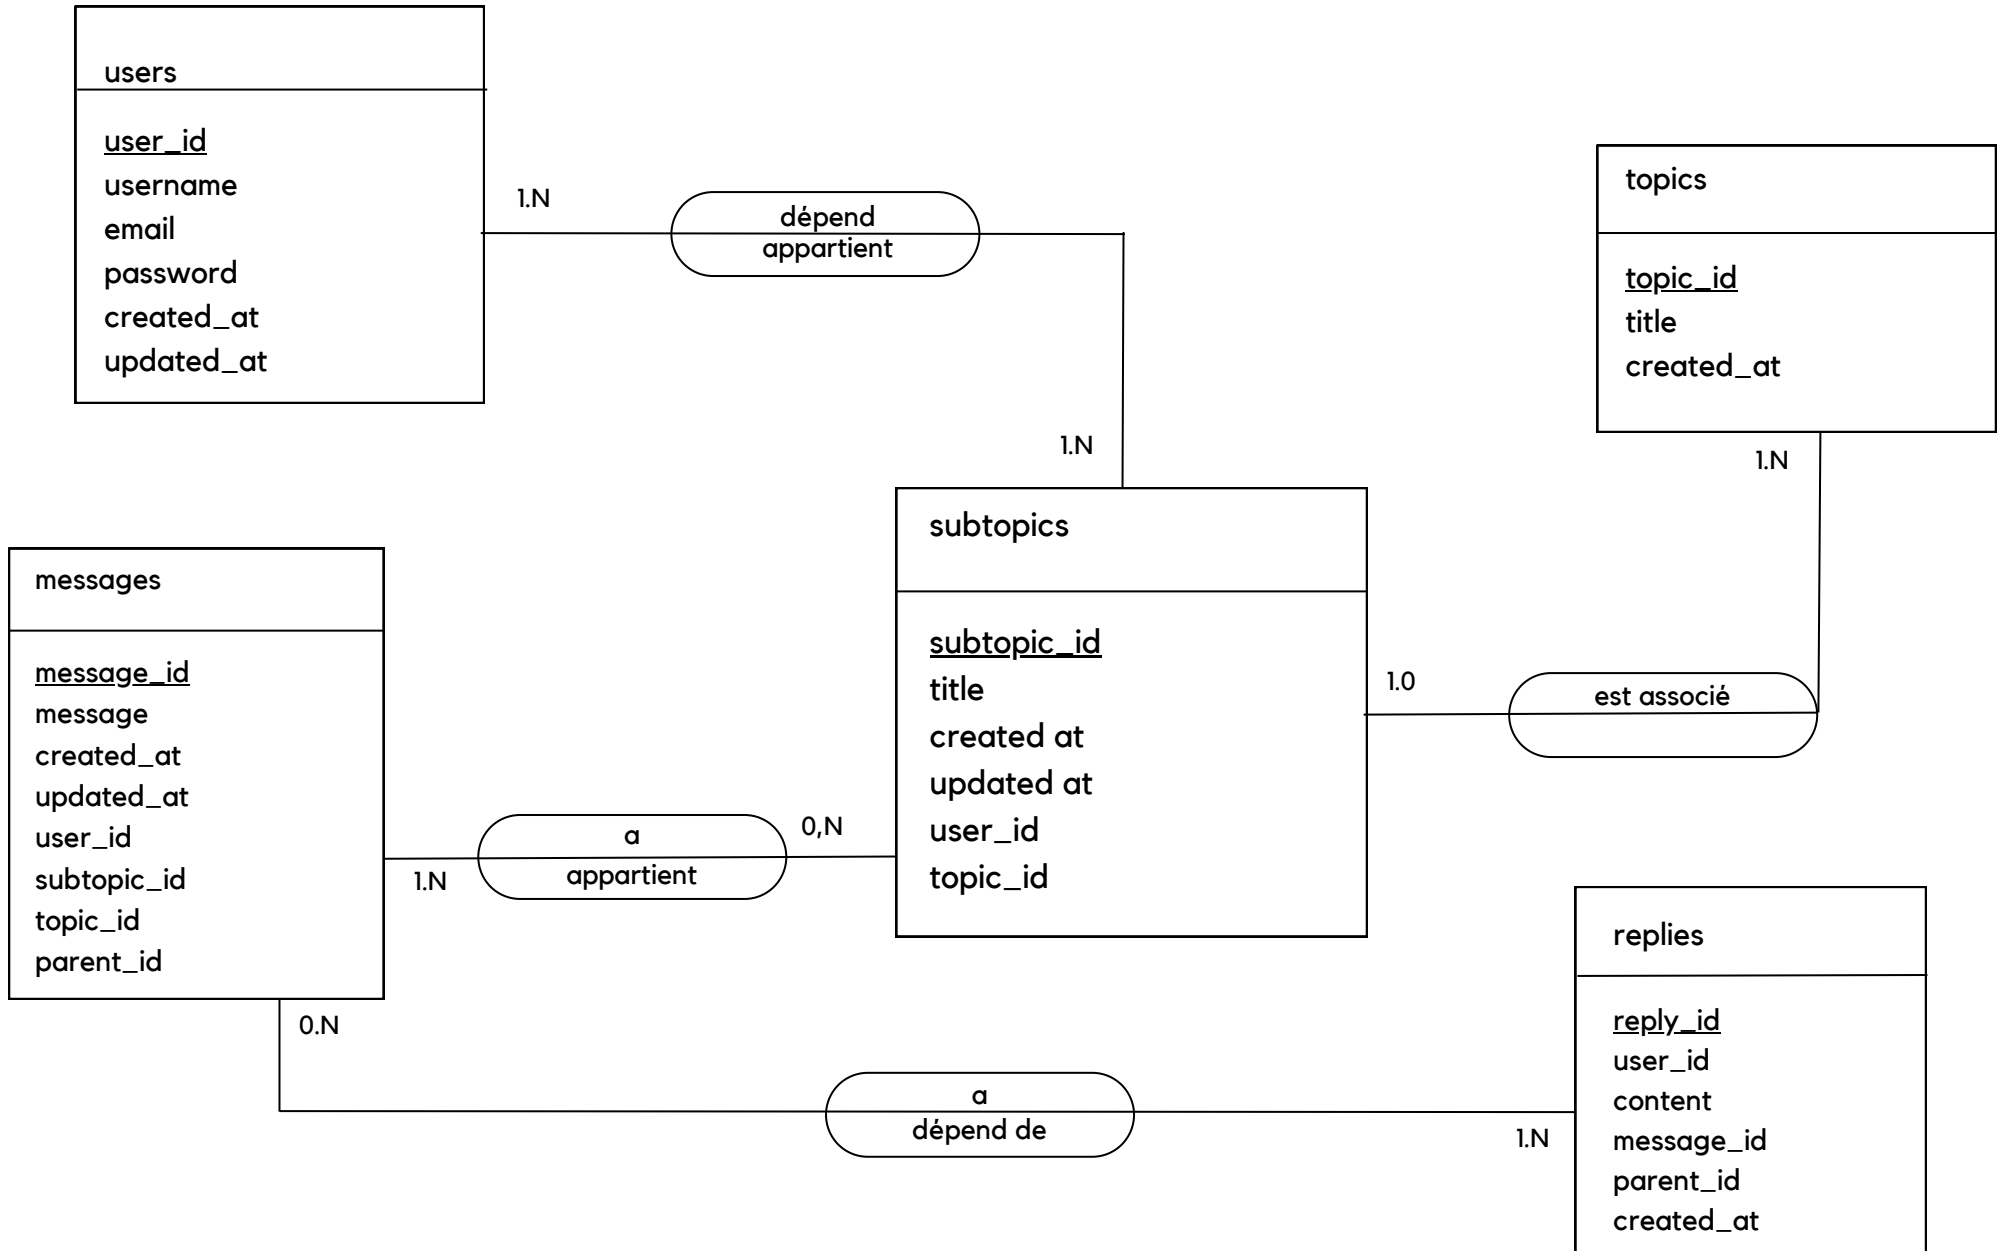 users
user_id
username
email
password
created_at
updated_at
1.N
dépend
appartient
1.N
topics
topic_id
title
created_at
1.N
subtopics
subtopic_id
title
created at
updated at
user_id
topic_id
1.0
est associé
messages
message_id
message
created_at
updated_at
user_id
subtopic_id
topic_id
parent_id
1.N
a
appartient
0,N
0.N
a
dépend de
1.N
replies
reply_id
user_id
content
message_id
parent_id
created_at